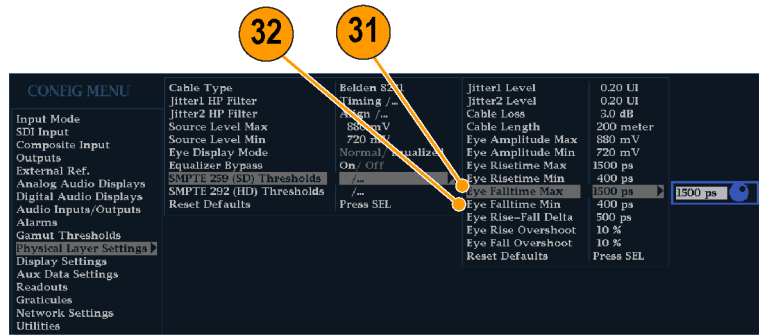 32
31
CONFIG MENU
Input Mode
SDI Input
Composite Input
Outputs
External Ref.
Analog Audio Displays
Digital Audio Displays
Audio Inputs/Outputs
Alarms
Gamut Thresholds
Physical Layer Settings
Display Settings
Aux Data Settings
Readouts
Graticules
Network Settings
Utilities
Cable Type Belden
Jitter1 HP Filter Timing /...
Jitter2 HP Filter Align /...
Source Level Max 880 mV
Source Level Min 720 mV
Eye Display Mode Normal/ Equalized
Equalizer Bypass On/ Off
SMPTE 259 (SD) Thresholds /...
SMPTE 292 (HD) Thresholds /...
Reset Defaults Press SEL
Jitter1 Level 0.20 UI
Jitter2 Level 0.20 UI
Cable Loss 3.0 dB
Cable Length 200 meter
Eye Amplitude Max 880 mV
Eye Amplitude Min 720 mV
Eye Risetime Max 1500 ps
Eye Risetime Min 400 ps
Eye Falltime Max 1500 ps
Eye Falltime Min 400 ps
Eye Rise-Fall Delta 500 ps
Eye Rise Overshoot 10 %
Eye Fall Overshoot 10 %
Reset Defaults Press SEL
1500 ps